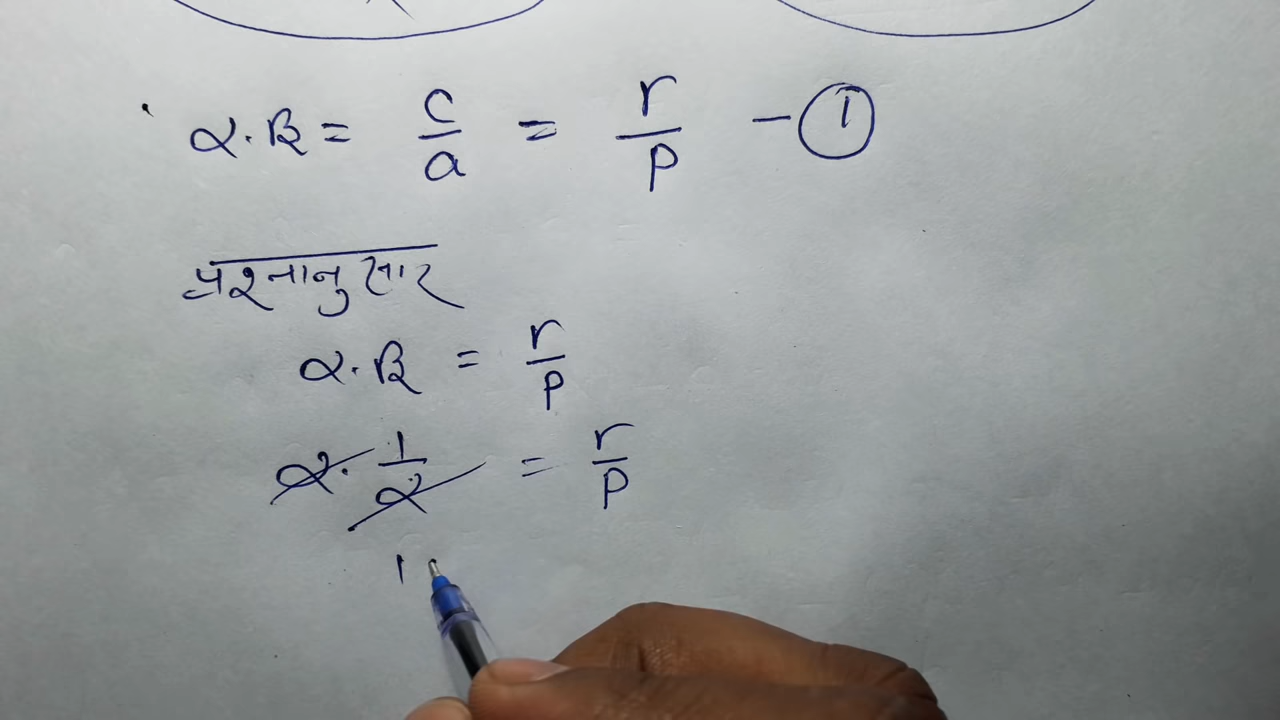 α.β = c/a = r/p - ①
प्रश्नानुसार
α.β = r/p
α. 1/α = r/p
1